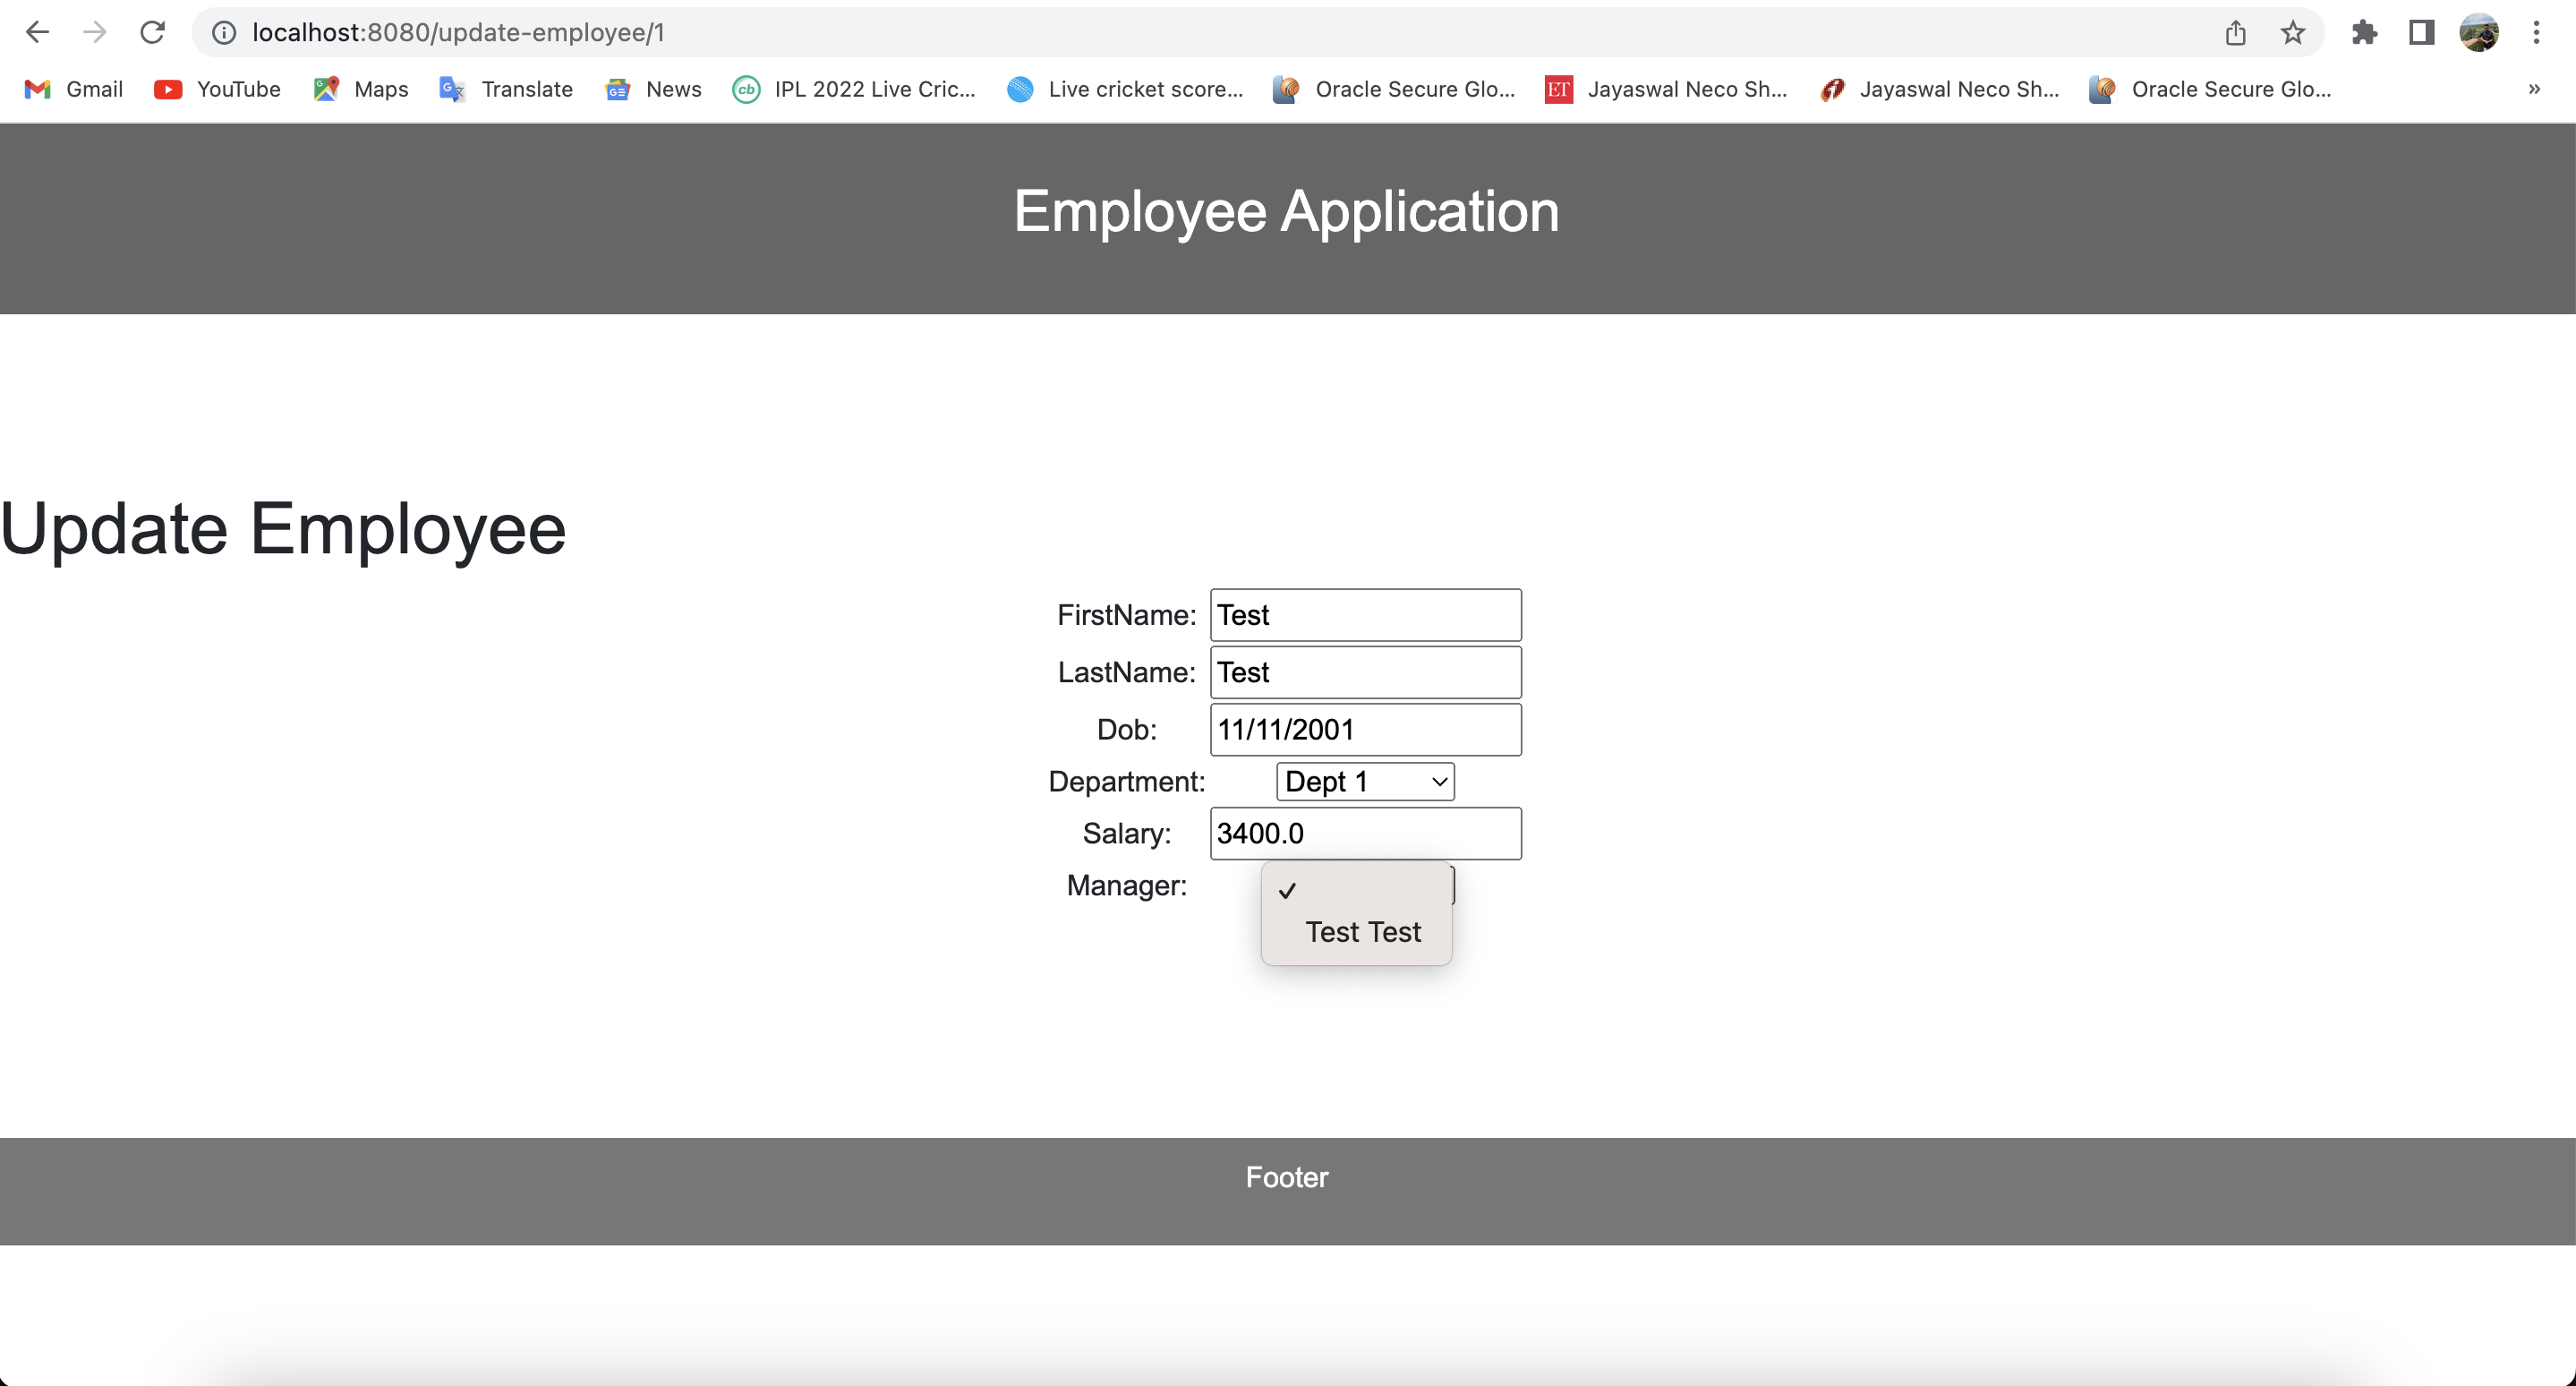 localhost:8080/update-employee/1
Gmail YouTube Maps Translate News IPL 2022 Live Cric... Live cricket score... Oracle Secure Glo... Jayaswal Neco Sh... Jayaswal Neco Sh... Oracle Secure Glo... »
Employee Application
Update Employee
FirstName: Test
LastName: Test
Dob: 11/11/2001
Department: Dept 1
Salary: 3400.0
Manager:
Test Test
Footer